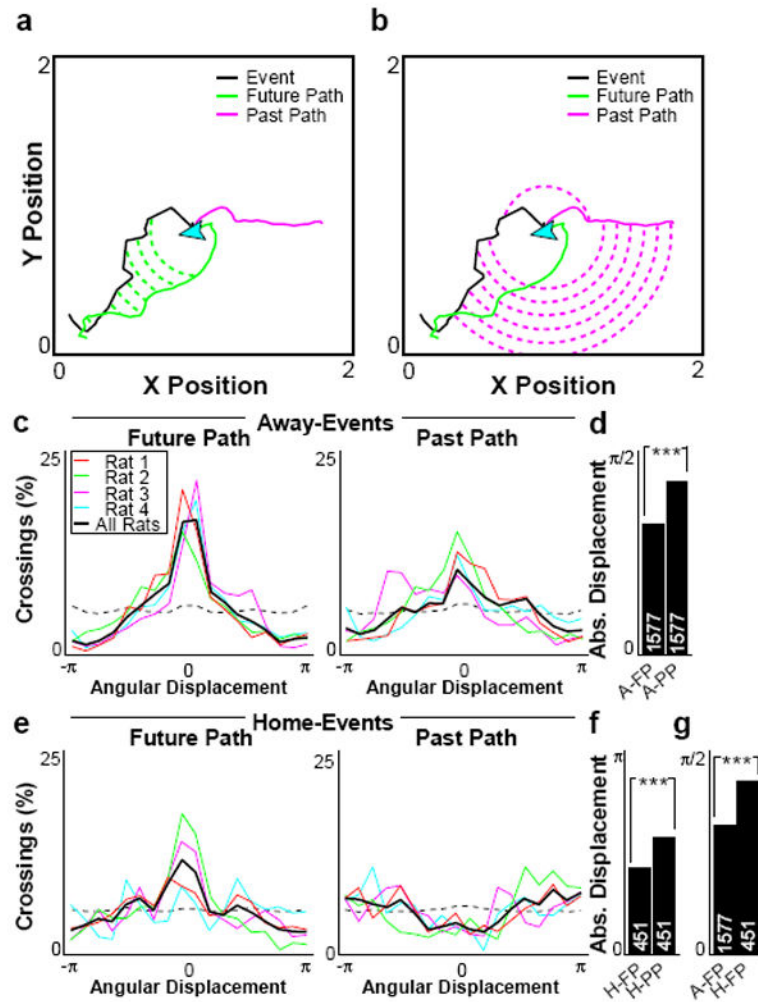 a
2
Event
Future Path
Past Path
Y Position
0
0
X Position
2
b
2
Event
Future Path
Past Path
0
0
X Position
2
c
Away-Events
Future Path
Past Path
25
Rat 1
Rat 2
Rat 3
Rat 4
All Rats
Crossings (%)
0
-π
0
π
Angular Displacement
25
0
-π
0
π
Angular Displacement
d
π/2
***
Abs. Displacement
0
1577
1577
A-FP
A-PP
e
Home-Events
Future Path
Past Path
25
Crossings (%)
0
-π
0
π
Angular Displacement
25
0
-π
0
π
Angular Displacement
f
π
***
Abs. Displacement
0
451
451
H-FP
H-PP
g
π/2
***
0
1577
451
A-FP
H-FP